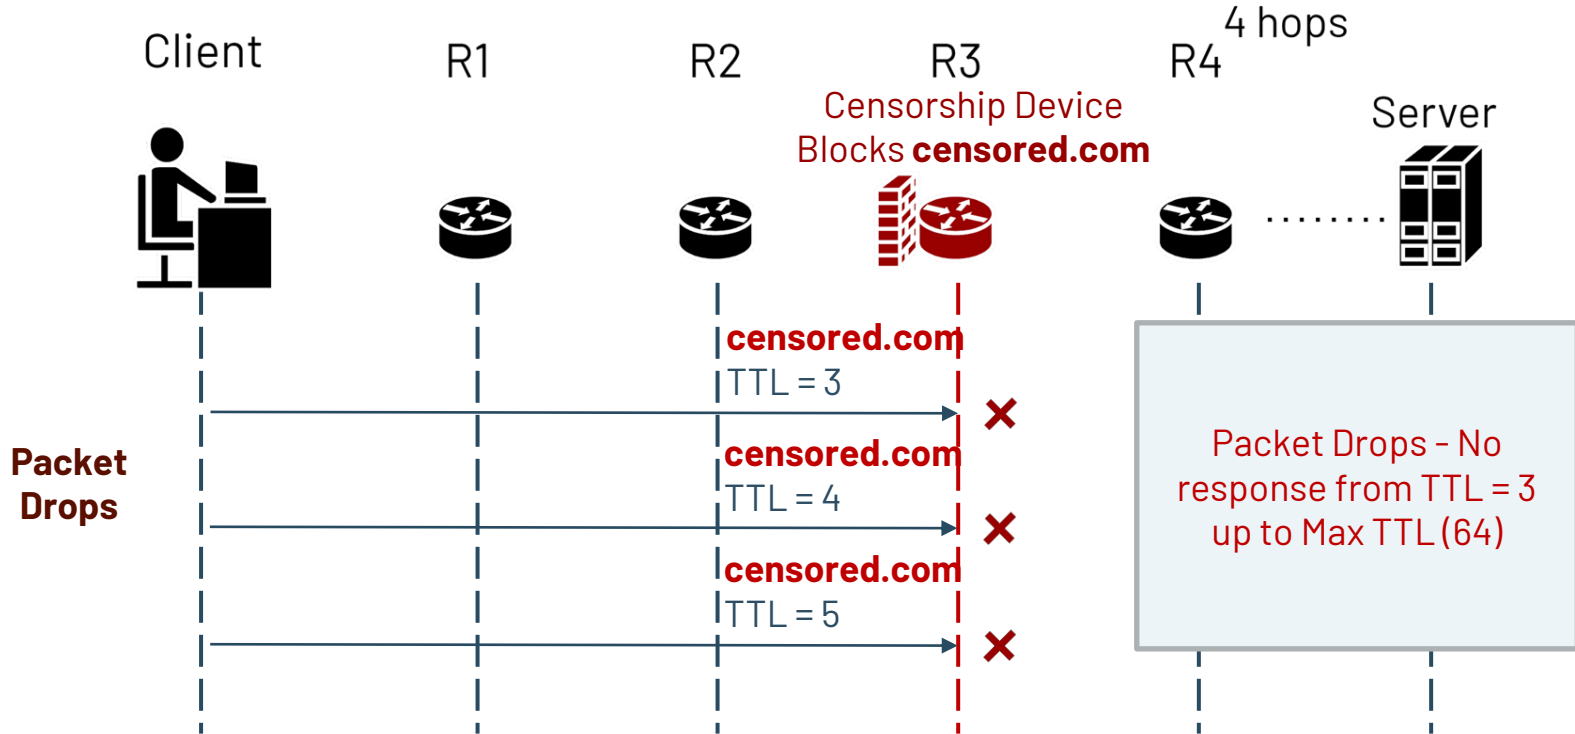 4 hops
Client
R1
R2
R3
R4
Censorship Device
Blocks censored.com
Server
censored.com
TTL = 3
censored.com
TTL = 4
censored.com
TTL = 5
Packet
Drops
Packet Drops - No
response from TTL = 3
up to Max TTL (64)